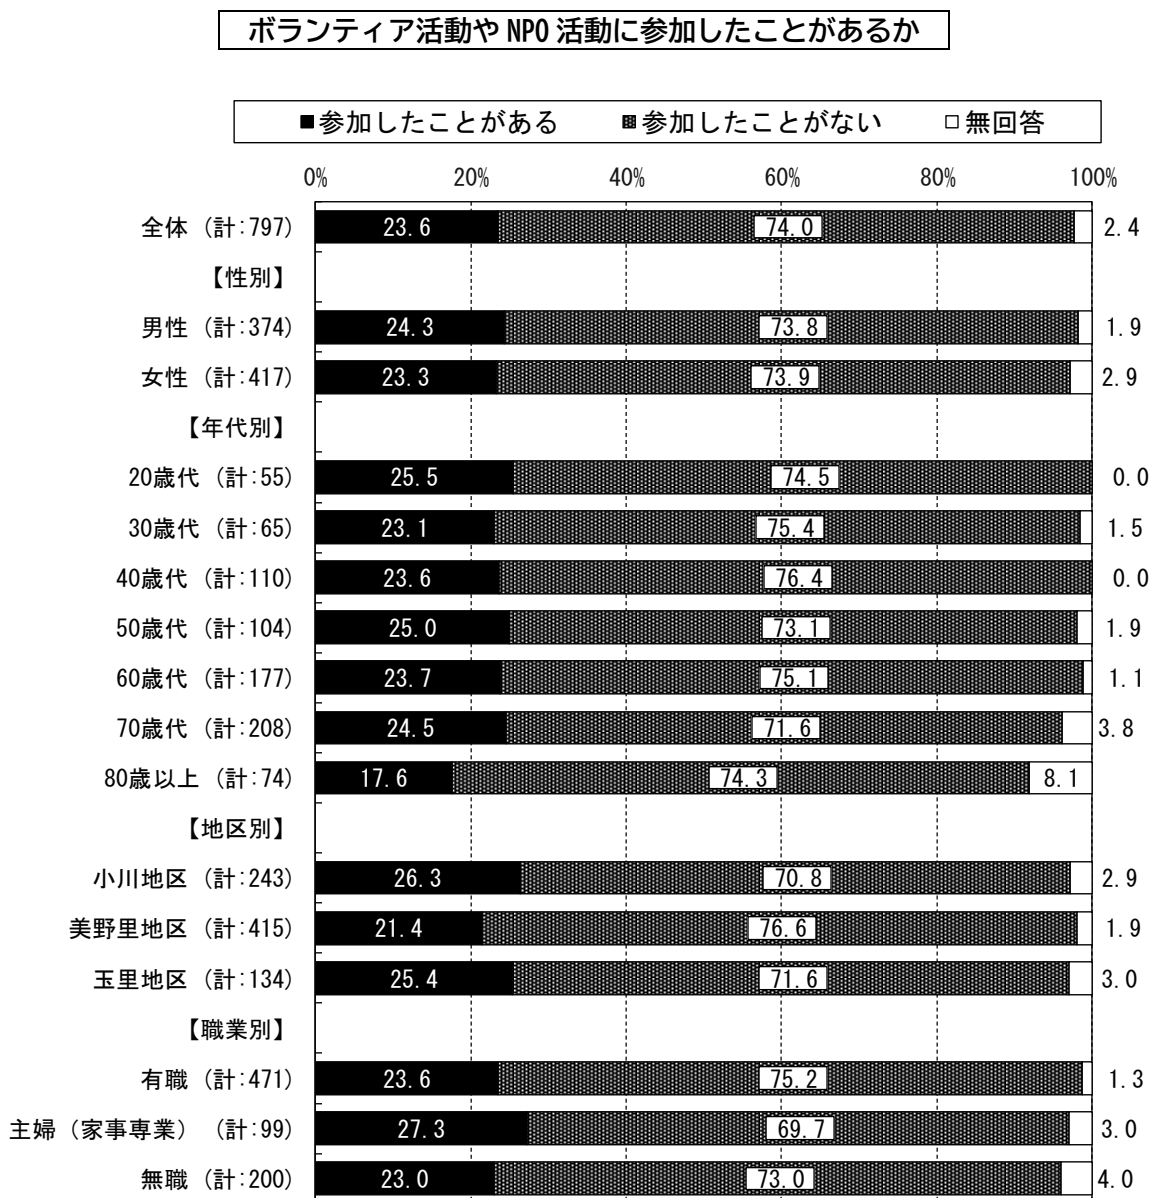 ボランティア活動や NPO 活動に参加したことがあるか
■参加したことがある ■参加したことがない □無回答
0% 20% 40% 60% 80% 100%
全体（計:797） 23.6 74.0 2.4
【性別】
男性（計:374） 24.3 73.8 1.9
女性（計:417） 23.3 73.9 2.9
【年代別】
20歳代（計:55） 25.5 74.5 0.0
30歳代（計:65） 23.1 75.4 1.5
40歳代（計:110） 23.6 76.4 0.0
50歳代（計:104） 25.0 73.1 1.9
60歳代（計:177） 23.7 75.1 1.1
70歳代（計:208） 24.5 71.6 3.8
80歳以上（計:74） 17.6 74.3 8.1
【地区別】
小川地区（計:243） 26.3 70.8 2.9
美野里地区（計:415） 21.4 76.6 1.9
玉里地区（計:134） 25.4 71.6 3.0
【職業別】
有職（計:471） 23.6 75.2 1.3
主婦（家事専業）（計:99） 27.3 69.7 3.0
無職（計:200） 23.0 73.0 4.0